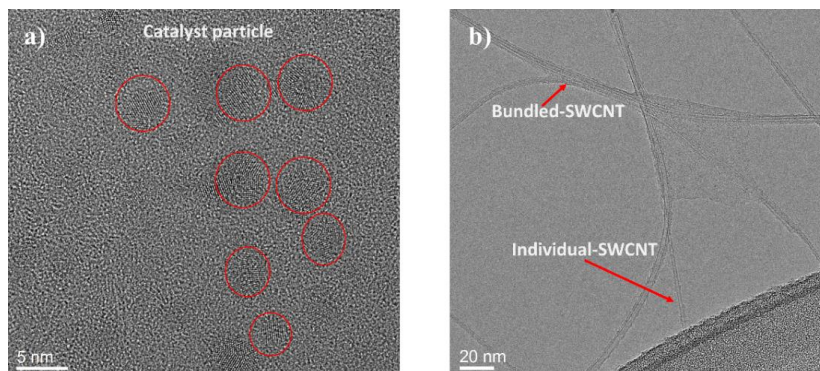 a)
Catalyst particle
5 nm
b)
Bundled-SWCNT
Individual-SWCNT
20 nm